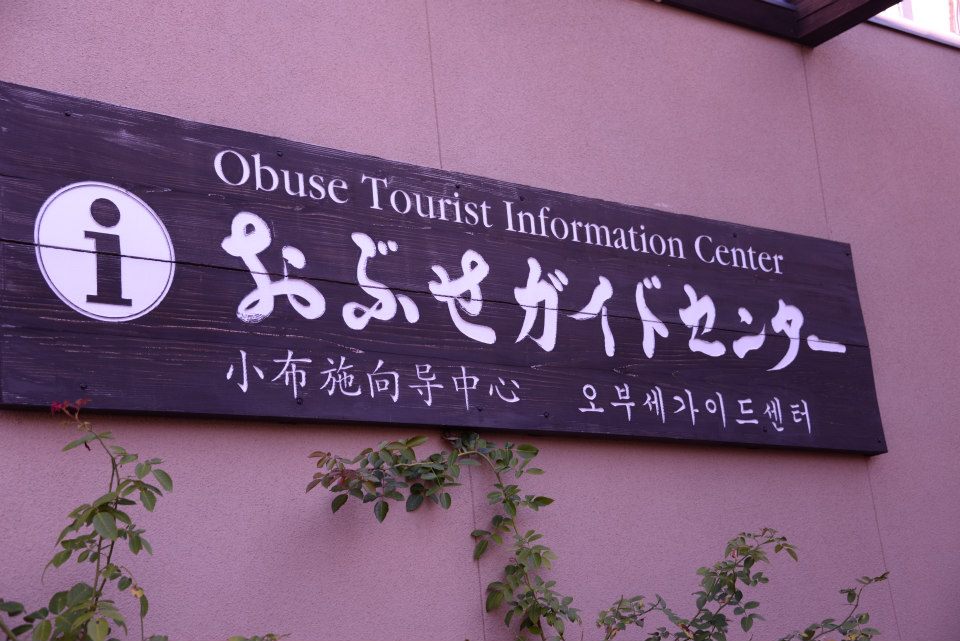 Obuse Tourist Information Center
i
おぶせガイドセンター
小布施向导中心
오부세가이드센터